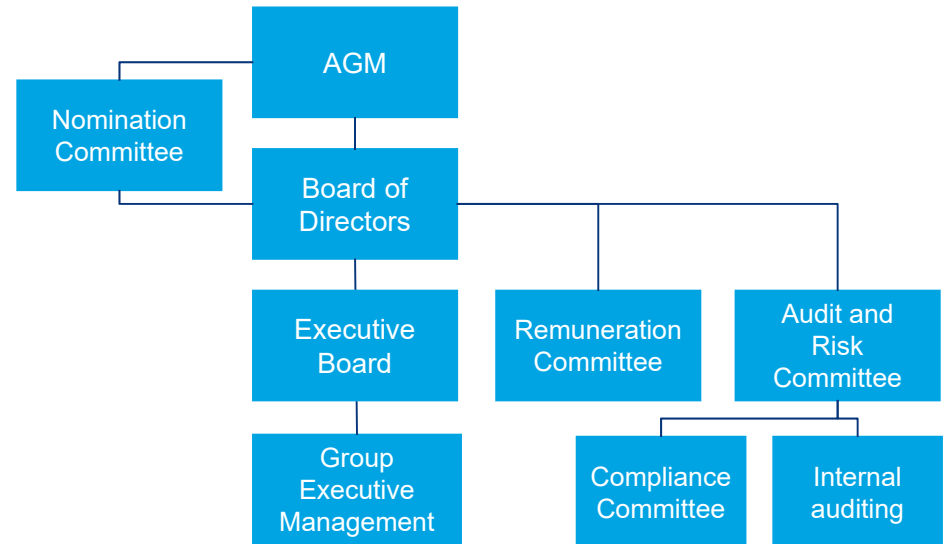 AGM
Nomination
Committee
Board of
Directors
Executive
Board
Remuneration
Committee
Audit and
Risk
Committee
Group
Executive
Management
Compliance
Committee
Internal
auditing